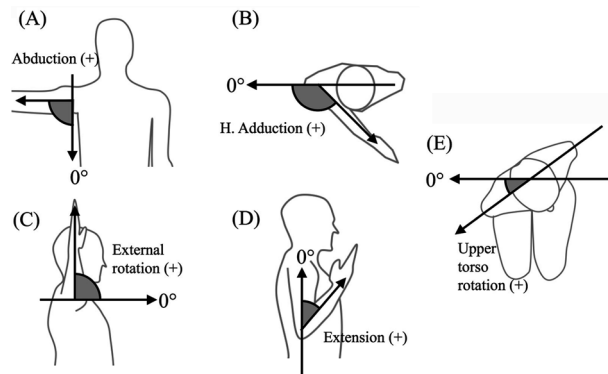 (A)
Abduction (+)
0°
(B)
0°
H. Adduction (+)
(C)
External
rotation (+)
0°
(D)
0°
Extension (+)
(E)
0°
Upper
torso
rotation (+)